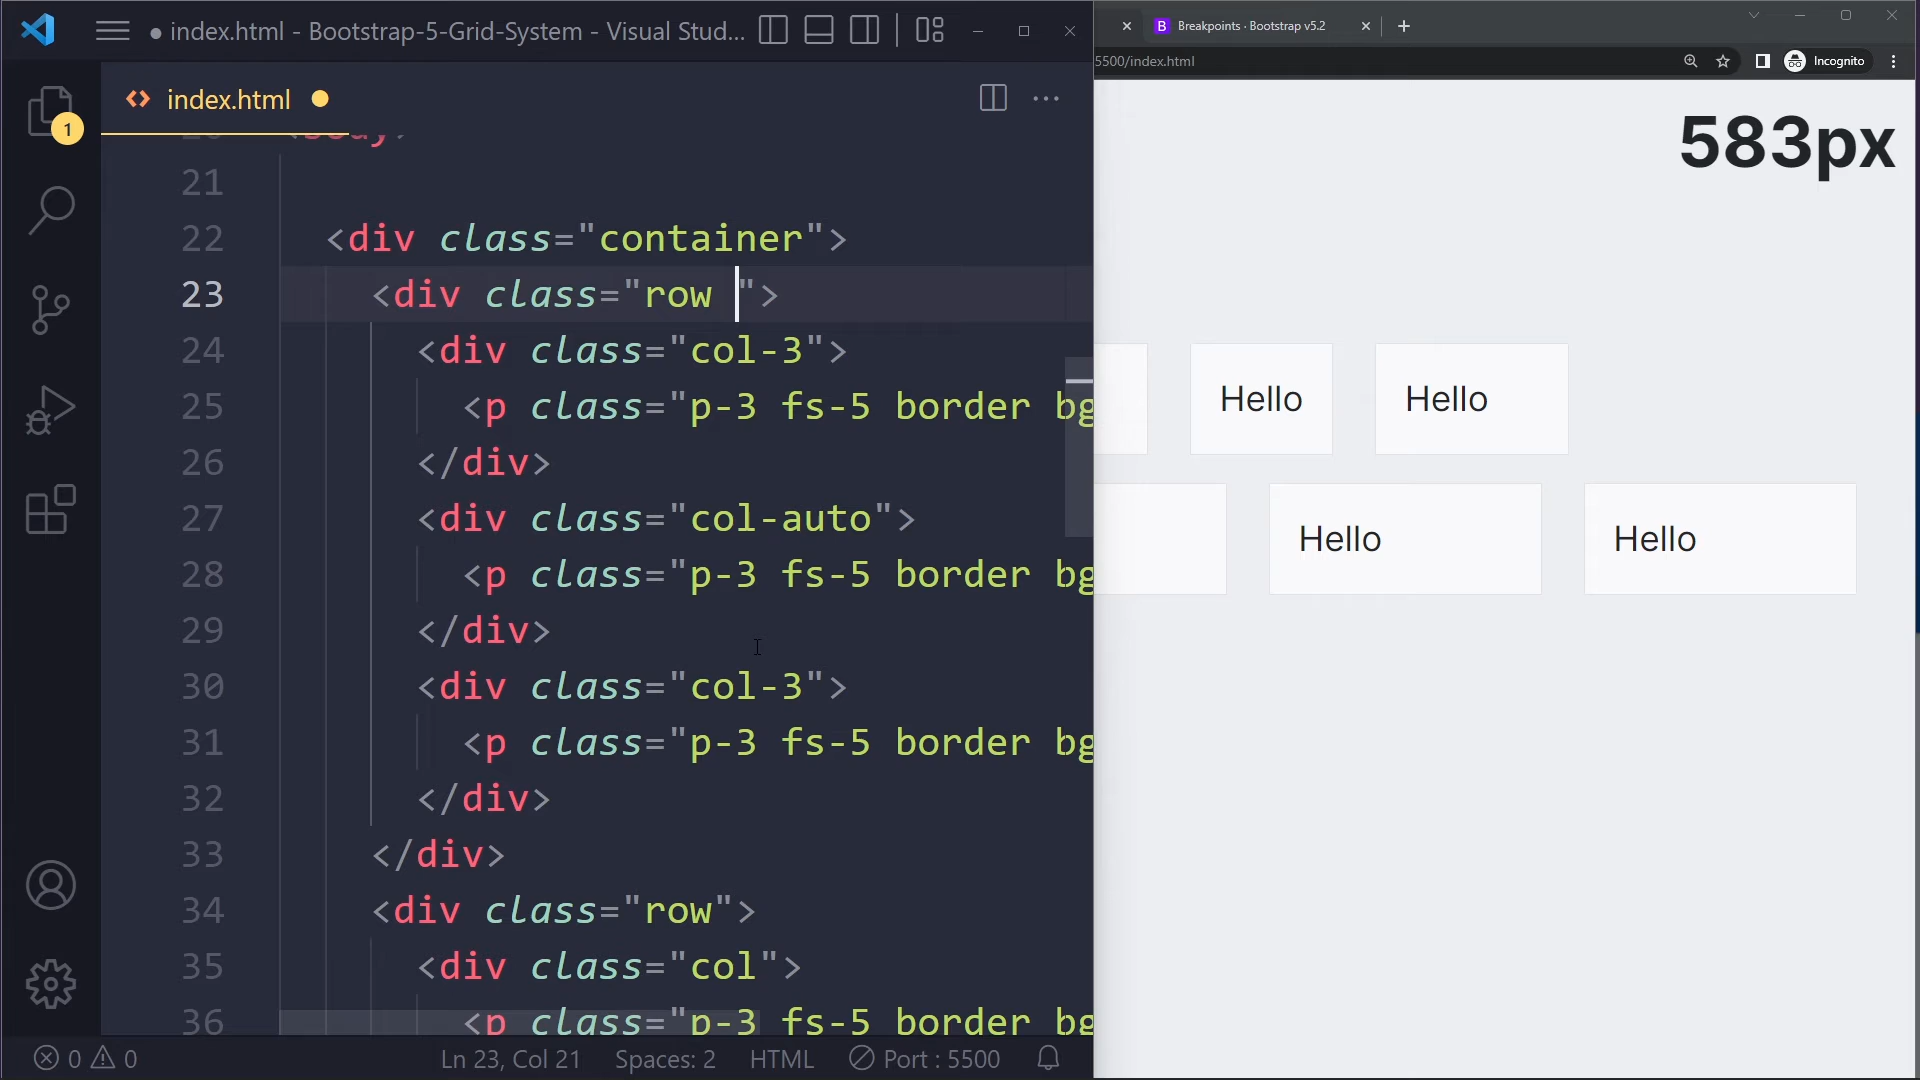 ● index.html - Bootstrap-5-Grid-System - Visual Stud...
index.html
1
21
22 <div class="container">
23 <div class="row ">
24 <div class="col-3">
25 <p class="p-3 fs-5 border bg
26 </div>
27 <div class="col-auto">
28 <p class="p-3 fs-5 border bg
29 </div>
30 <div class="col-3">
31 <p class="p-3 fs-5 border bg
32 </div>
33 </div>
34 <div class="row">
35 <div class="col">
36 <p class="p-3 fs-5 border bg
0 0 Ln 23, Col 21 Spaces: 2 HTML Port : 5500
B Breakpoints · Bootstrap v5.2
5500/index.html Incognito
583px
Hello Hello
Hello Hello